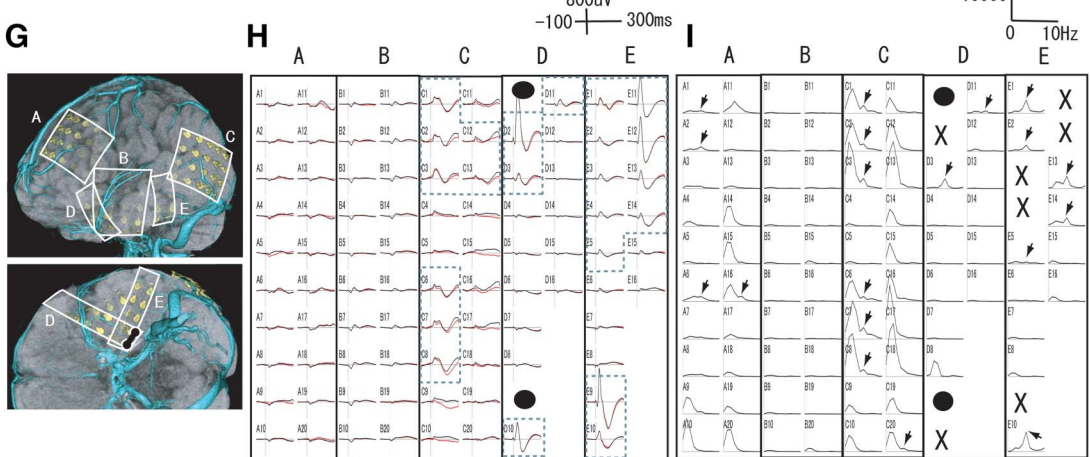 G
H
I
-100 300ms
0 10Hz
A
B
C
D
E
D
E
A B C D E
A1 A11 B1 B11 C1 C11 D11 E1 E11
A2 A12 B2 B12 C2 C12 D2 D12 E2 E12
A3 A13 B3 B13 C3 C13 D3 D13 E3 E13
A4 A14 B4 B14 C4 C14 D4 D14 E4 E14
A5 A15 B5 B15 C5 C15 D5 D15 E5 E15
A6 A16 B6 B16 C6 C16 D6 D16 E6 E16
A7 A17 B7 B17 C7 C17 D7 E7
A8 A18 B8 B18 C8 C18 D8 E8
A9 A19 B9 B19 C9 C19 E9
A10 A20 B10 B20 C10 C20 D10 E10
A B C D E
A1 A11 B1 B11 C1 C11 D11 E1 X
A2 A12 B2 B12 C2 C12 X D12 E2 X
A3 A13 B3 B13 C3 C13 D3 D13 X E13
A4 A14 B4 B14 C4 C14 D4 D14 X E14
A5 A15 B5 B15 C5 C15 D5 D15 E5
A6 A16 B6 B16 C6 C16 D6 D16 E6 E16
A7 A17 B7 B17 C7 C17 D7 E7
A8 A18 B8 B18 C8 C18 D8 E8
A9 A19 B9 B19 C9 C19 X
A10 A20 B10 B20 C10 C20 X E10